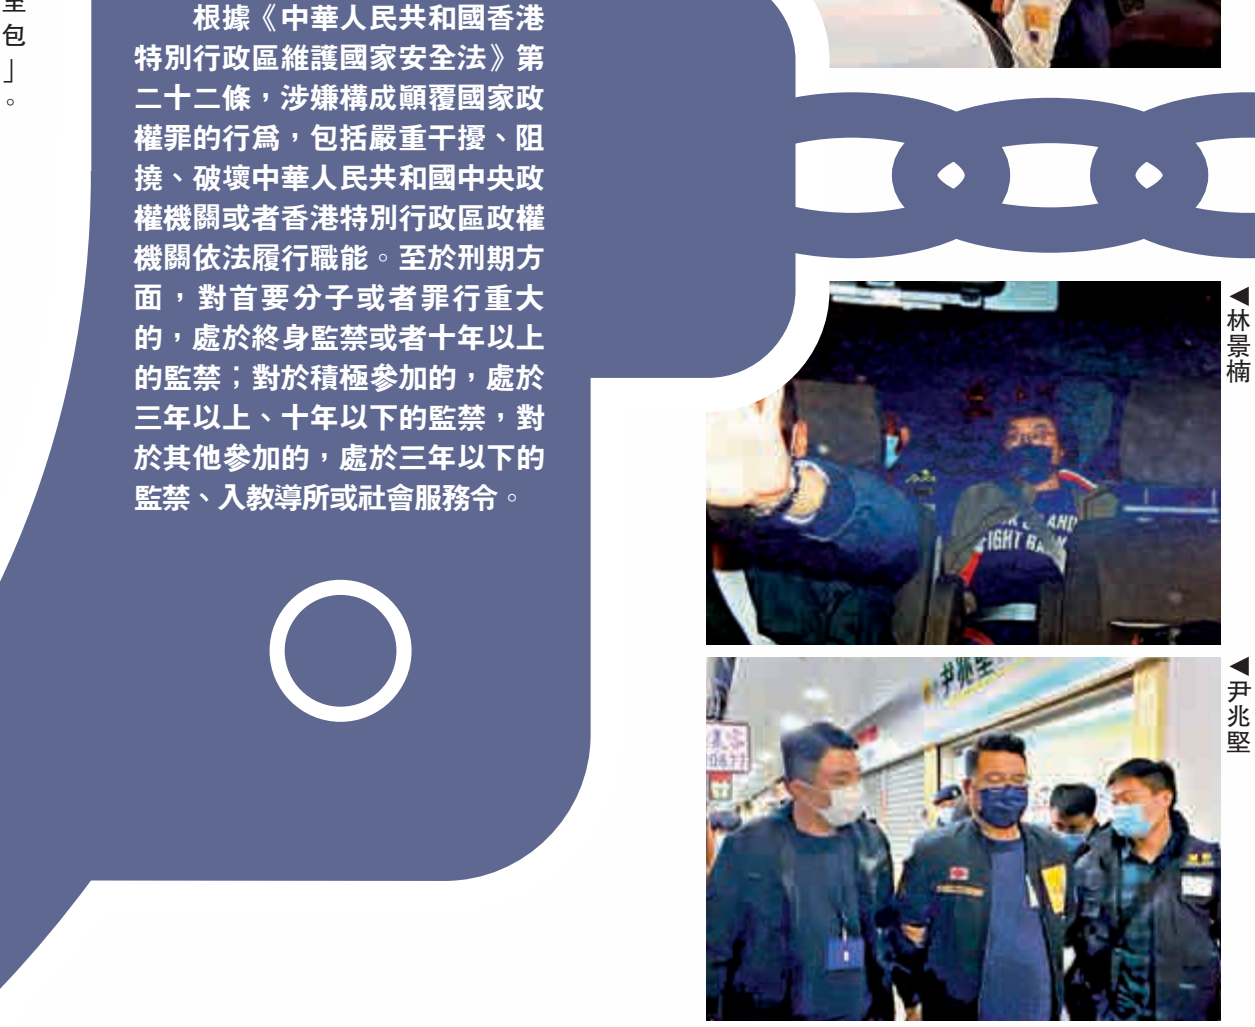 包」。
根據《中華人民共和國香港
特別行政區維護國家安全法》第
二十二條，涉嫌構成顛覆國家政
權罪的行爲，包括嚴重干擾、阻
撓、破壞中華人民共和國中央政
權機關或者香港特別行政區政權
機關依法履行職能。至於刑期方
面，對首要分子或者罪行重大
的，處於終身監禁或者十年以上
的監禁；對於積極參加的，處於
三年以上、十年以下的監禁，對
於其他參加的，處於三年以下的
監禁、入教導所或社會服務令。
◀林景楠
FIGHT
◀尹兆堅